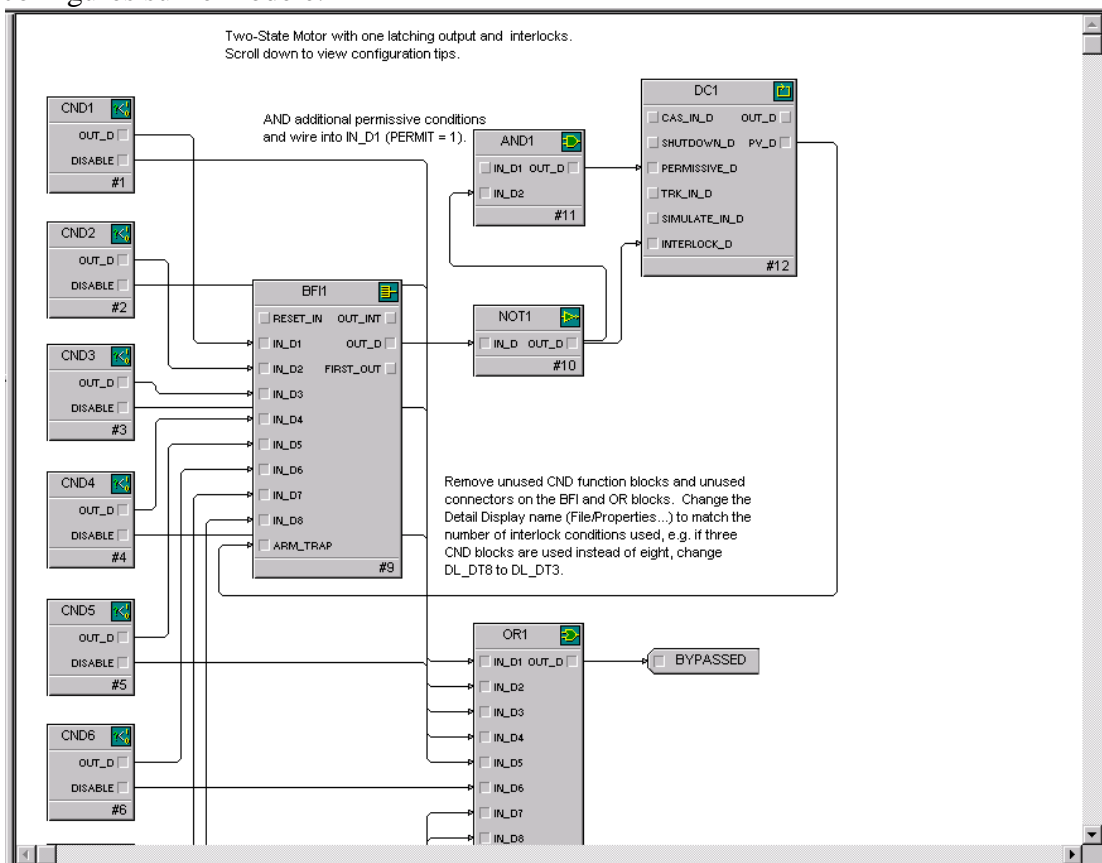 Two-State Motor with one latching output and interlocks.
Scroll down to view configuration tips.
CND1
OUT_D
DISABLE
#1
CND2
OUT_D
DISABLE
#2
CND3
OUT_D
DISABLE
#3
CND4
OUT_D
DISABLE
#4
CND5
OUT_D
DISABLE
#5
CND6
OUT_D
DISABLE
#6
AND additional permissive conditions
and wire into IN_D1 (PERMIT = 1).
BFI1
RESET_IN OUT_INT
IN_D1 OUT_D
IN_D2 FIRST_OUT
IN_D3
IN_D4
IN_D5
IN_D6
IN_D7
IN_D8
ARM_TRAP
#9
AND1
IN_D1 OUT_D
IN_D2
#11
NOT1
IN_D OUT_D
#10
DC1
CAS_IN_D OUT_D
SHUTDOWN_D PV_D
PERMISSIVE_D
TRK_IN_D
SIMULATE_IN_D
INTERLOCK_D
#12
Remove unused CND function blocks and unused
connectors on the BFI and OR blocks. Change the
Detail Display name (File/Properties...) to match the
number of interlock conditions used, e.g. if three
CND blocks are used instead of eight, change
DL_DT8 to DL_DT3.
OR1
IN_D1 OUT_D
IN_D2
IN_D3
IN_D4
IN_D5
IN_D6
IN_D7
IN_D8
BYPASSED